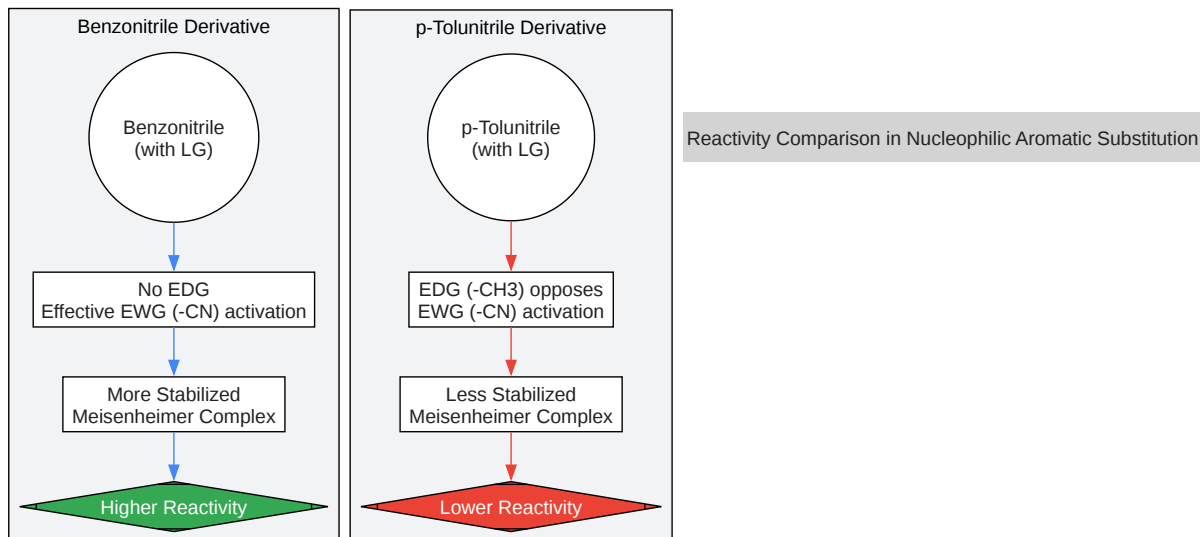 Benzonitrile Derivative
Benzonitrile
(with LG)
No EDG
Effective EWG (-CN) activation
More Stabilized
Meisenheimer Complex
Higher Reactivity
p-Tolunitrile Derivative
p-Tolunitrile
(with LG)
EDG (-CH3) opposes
EWG (-CN) activation
Less Stabilized
Meisenheimer Complex
Lower Reactivity
Reactivity Comparison in Nucleophilic Aromatic Substitution